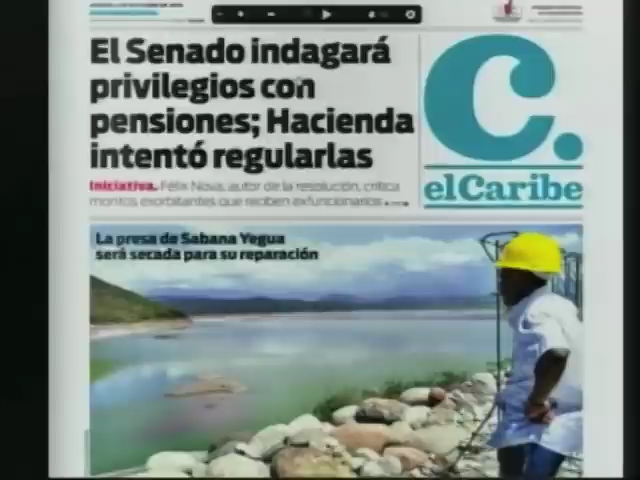 El Senado indagará
privilegios con
pensiones; Hacienda
intentó regularlas
Iniciativa. Félix Nova, autor de la resolución, critica
montos exorbitantes que reciben exfuncionarios
C.
elCaribe
La presa de Sabana Yegua
será secada para su reparación